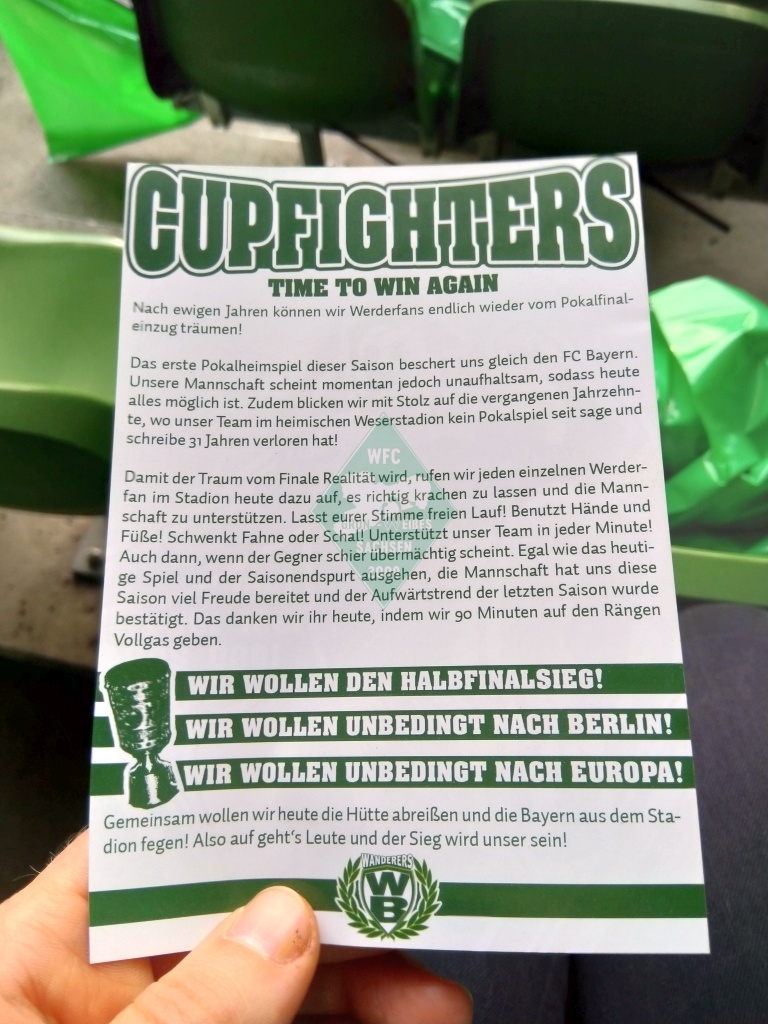 CUPFIGHTERS
TIME TO WIN AGAIN
Nach ewigen Jahren können wir Werderfans endlich wieder vom Pokalfinal-
einzug träumen!
Das erste Pokalheimspiel dieser Saison beschert uns gleich den FC Bayern.
Unsere Mannschaft scheint momentan jedoch unaufhaltsam, sodass heute
alles möglich ist. Zudem blicken wir mit Stolz auf die vergangenen Jahrzehn-
te, wo unser Team im heimischen Weserstadion kein Pokalspiel seit sage und
schreibe 31 Jahren verloren hat!
Damit der Traum vom Finale Realität wird, rufen wir jeden einzelnen Werder-
fan im Stadion heute dazu auf, es richtig krachen zu lassen und die Mann-
schaft zu unterstützen. Lasst eurer Stimme freien Lauf! Benutzt Hände und
Füße! Schwenkt Fahne oder Schal! Unterstützt unser Team in jeder Minute!
Auch dann, wenn der Gegner schier übermächtig scheint. Egal wie das heuti-
ge Spiel und der Saisonendspurt ausgehen, die Mannschaft hat uns diese
Saison viel Freude bereitet und der Aufwärtstrend der letzten Saison wurde
bestätigt. Das danken wir ihr heute, indem wir 90 Minuten auf den Rängen
Vollgas geben.
WFC
SACHSEN
WIR WOLLEN DEN HALBFINALSIEG!
WIR WOLLEN UNBEDINGT NACH BERLIN!
WIR WOLLEN UNBEDINGT NACH EUROPA!
Gemeinsam wollen wir heute die Hütte abreißen und die Bayern aus dem Sta-
dion fegen! Also auf geht's Leute und der Sieg wird unser sein!
WANDERERS
W
B